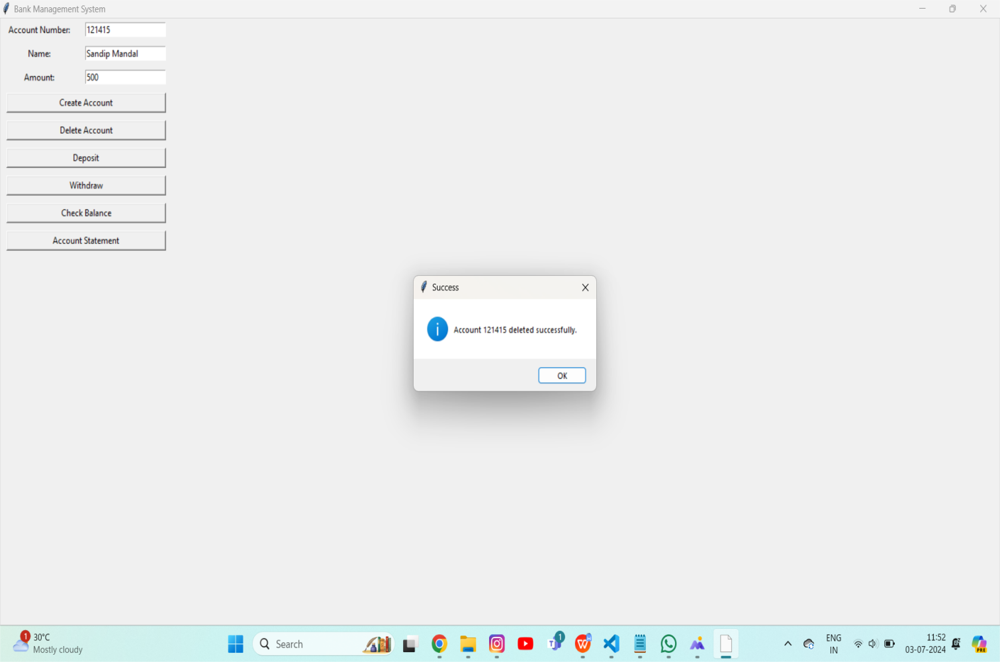 Bank Management System
Account Number: 121415
Name: Sandip Mandal
Amount: 500
Create Account
Delete Account
Deposit
Withdraw
Check Balance
Account Statement
Success
i
Account 121415 deleted successfully.
OK
1
30°C
Mostly cloudy
Search
1
W
ENG
IN
11:52
03-07-2024
PRE